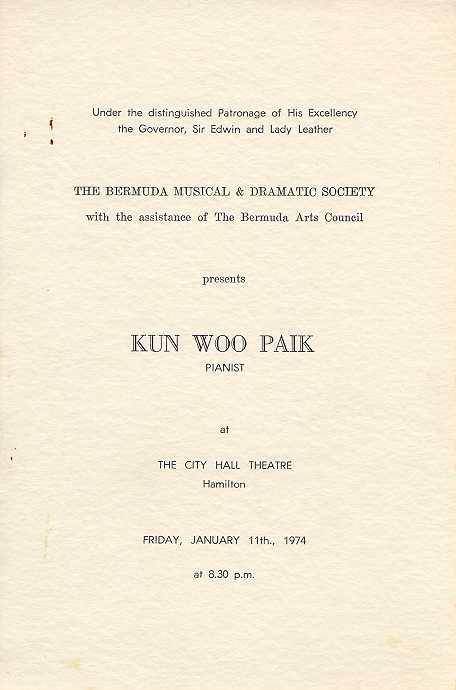 Under the distinguished Patronage of His Excellency
the Governor, Sir Edwin and Lady Leather
THE BERMUDA MUSICAL & DRAMATIC SOCIETY
with the assistance of The Bermuda Arts Council
presents
KUN WOO PAIK
PIANIST
at
THE CITY HALL THEATRE
Hamilton
FRIDAY, JANUARY 11th., 1974
at 8.30 p.m.